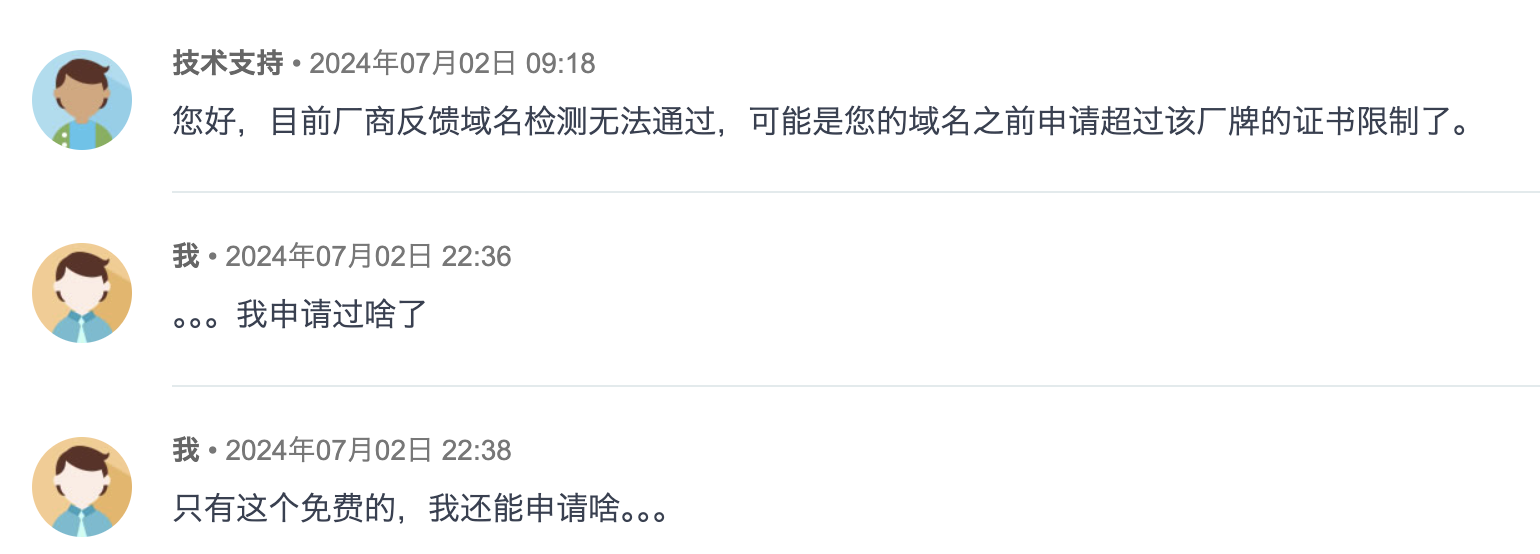 技术支持 • 2024年07月02日 09:18
您好，目前厂商反馈域名检测无法通过，可能是您的域名之前申请超过该厂牌的证书限制了。
我 • 2024年07月02日 22:36
。。。我申请过啥了
我 • 2024年07月02日 22:38
只有这个免费的，我还能申请啥。。。